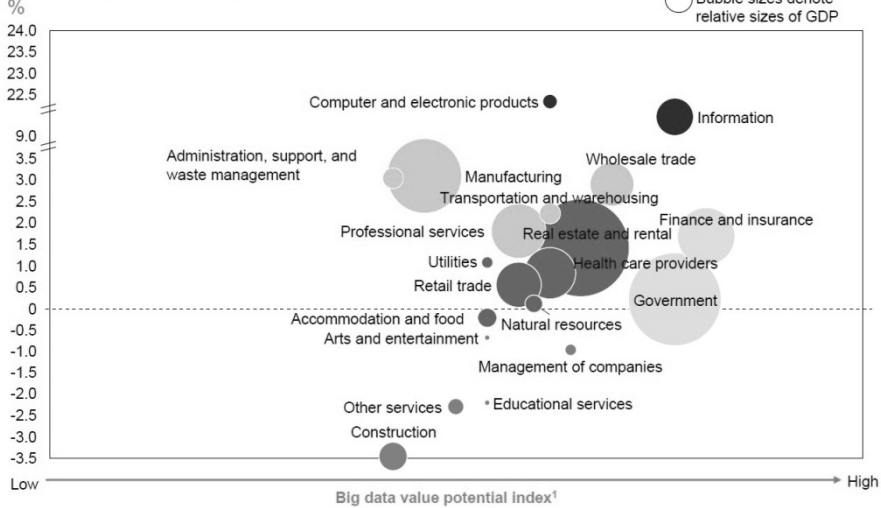 %
Bubble sizes denote
relative sizes of GDP
24.0
23.5
23.0
22.5
9.0
3.5
3.0
2.5
2.0
1.5
1.0
0.5
0
-0.5
-1.0
-1.5
-2.0
-2.5
-3.0
-3.5
Computer and electronic products
Information
Administration, support, and
waste management
Manufacturing
Wholesale trade
Transportation and warehousing
Professional services
Real estate and rental
Finance and insurance
Utilities
Health care providers
Retail trade
Government
Accommodation and food
Natural resources
Arts and entertainment
Management of companies
Other services
Educational services
Construction
Low
High
Big data value potential index¹